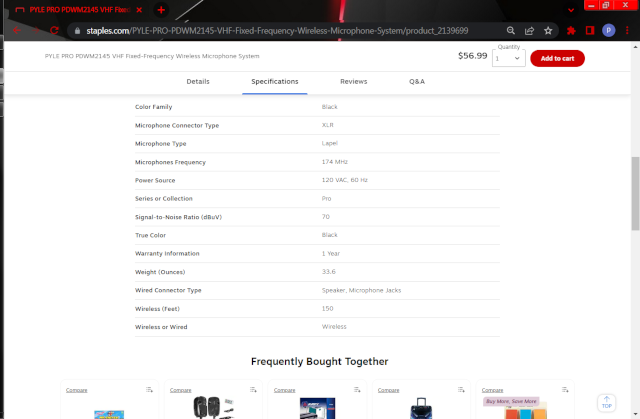 PYLE PRO PDWM2145 VHF Fixed
staples.com/PYLE-PRO-PDWM2145-VHF-Fixed-Frequency-Wireless-Microphone-System/product_2139699
P
PYLE PRO PDWM2145 VHF Fixed-Frequency Wireless Microphone System
$56.99
Quantity
1
Add to cart
Details
Specifications
Reviews
Q&A
Color Family Black
Microphone Connector Type XLR
Microphone Type Lapel
Microphones Frequency 174 MHz
Power Source 120 VAC, 60 Hz
Series or Collection Pro
Signal-to-Noise Ratio (dBuV) 70
True Color Black
Warranty Information 1 Year
Weight (Ounces) 33.6
Wired Connector Type Speaker, Microphone Jacks
Wireless (Feet) 150
Wireless or Wired Wireless
Frequently Bought Together
Compare
Compare
Compare
Compare
Compare
Buy More, Save More
TOP